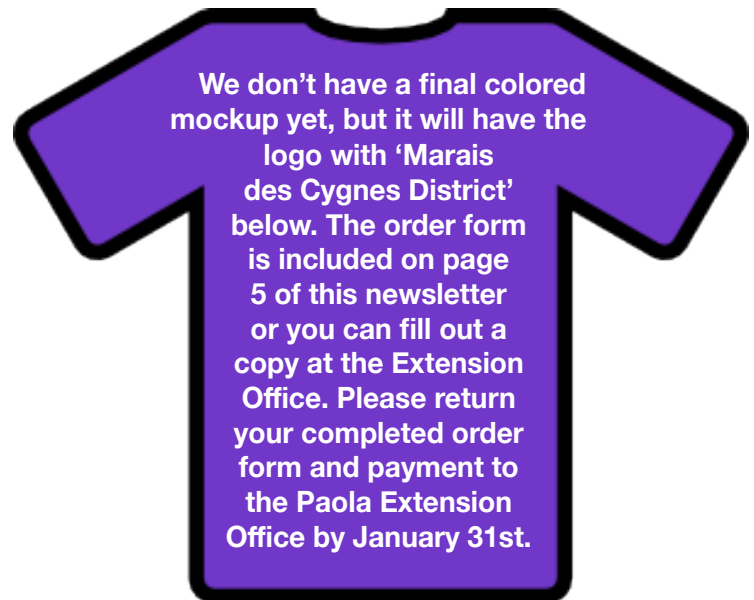 We don’t have a final colored
mockup yet, but it will have the
logo with ‘Marais
des Cygnes District’
below. The order form
is included on page
5 of this newsletter
or you can fill out a
copy at the Extension
Office. Please return
your completed order
form and payment to
the Paola Extension
Office by January 31st.